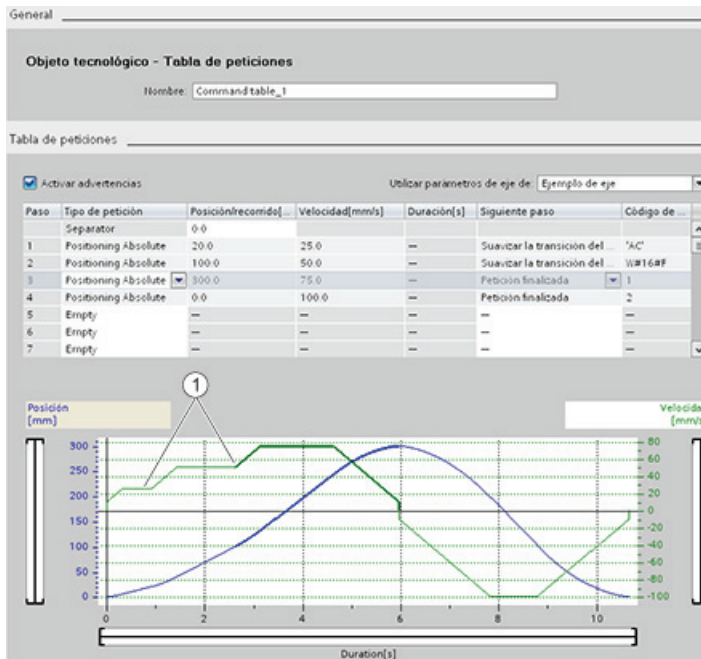 General
Objeto tecnológico - Tabla de peticiones
Nombre: Command table_1
Tabla de peticiones
Activar advertencias Utilizar parámetros de eje de: Ejemplo de eje
Paso Tipo de petición Posición/recorrido[... Velocidad[mm/s] Duración[s] Siguiente paso Código de ...
Separator 0.0
1 Positioning Absolute 20.0 25.0 — Suavizar la transición del ... 'AC'
2 Positioning Absolute 100.0 50.0 — Suavizar la transición del ... W#16#F
3 Positioning Absolute 300.0 75.0 — Petición finalizada 1
4 Positioning Absolute 0.0 100.0 — Petición finalizada 2
5 Empty — — — — —
6 Empty — — — — —
7 Empty — — — — —
1
Posición Velocida
[mm] [mm/s
300 80
250 60
200 40
150 20
100 0
50 -20
0 -40
-60
-80
-100
0 2 4 6 8 10
Duration[s]